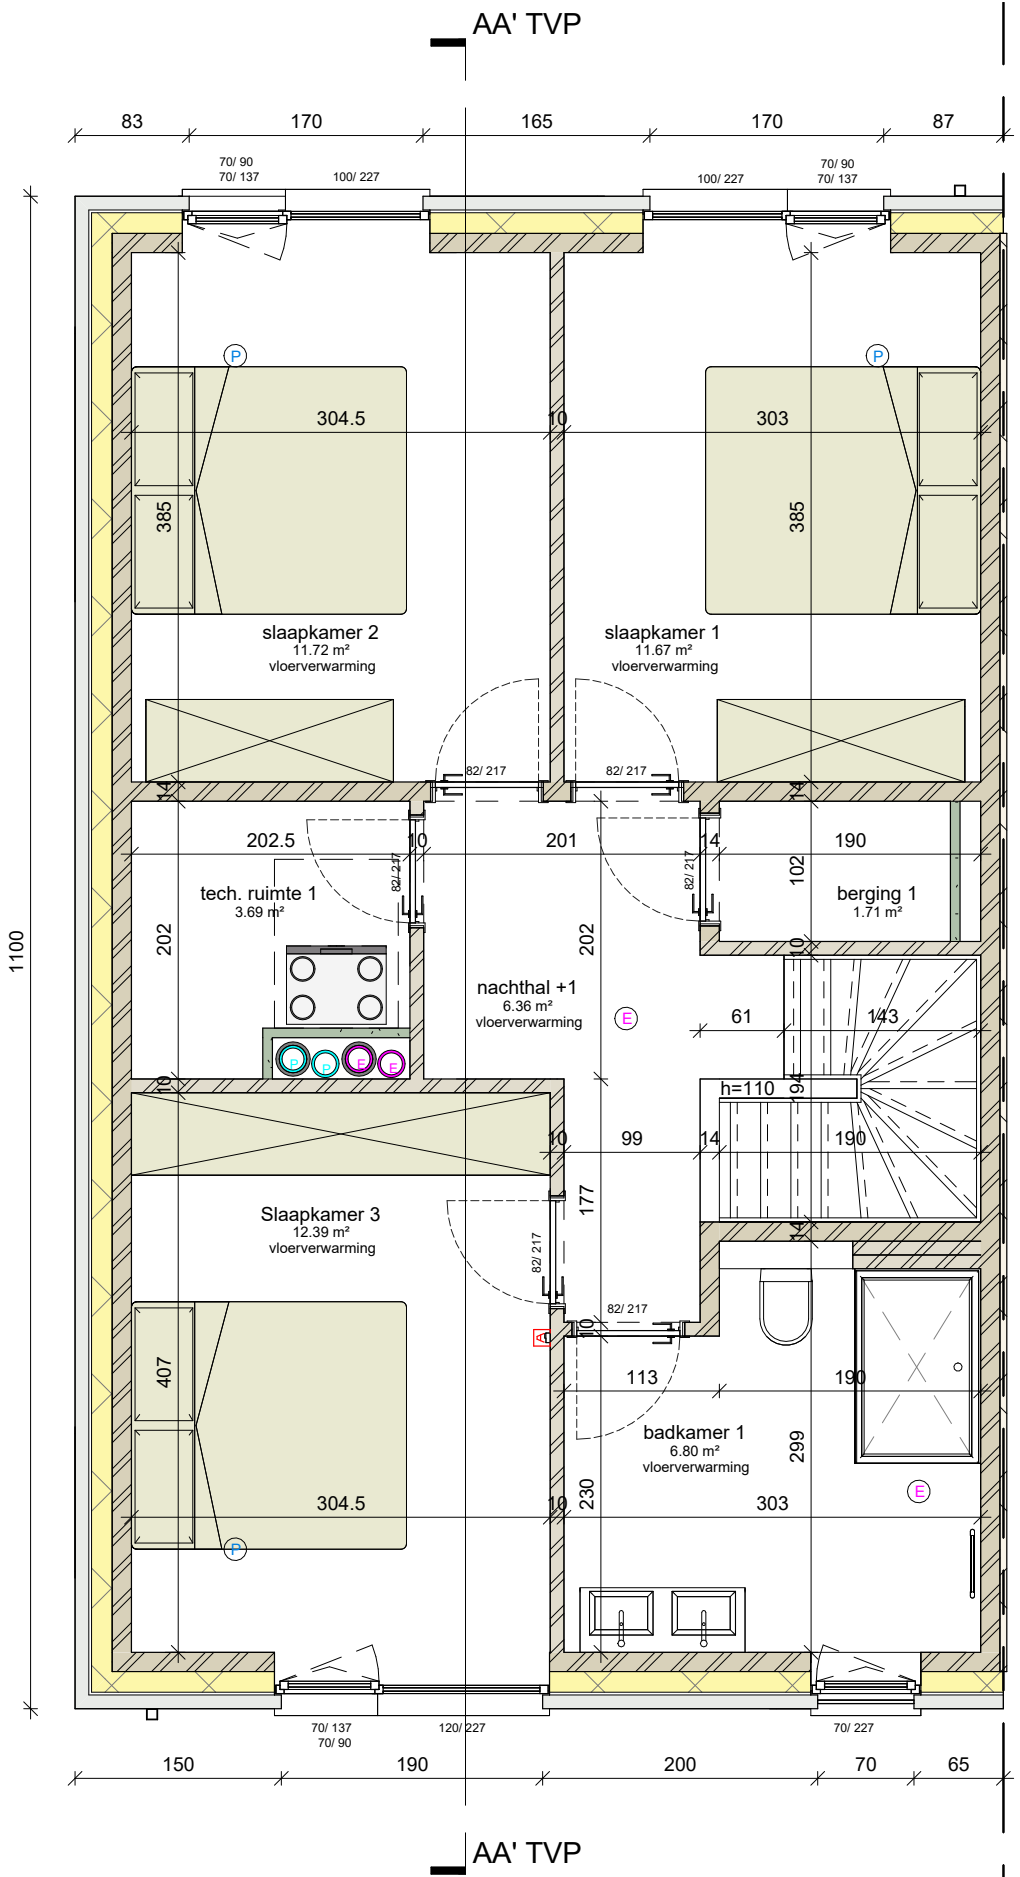 AA' TVP
83 170 165 170 87
70/ 90
70/ 137
100/ 227
100/ 227
70/ 90
70/ 137
P
P
304.5 10 303
385
385
slaapkamer 2
11.72 m²
vloerverwarming
slaapkamer 1
11.67 m²
vloerverwarming
82/ 217
82/ 217
14
14
202.5 10 201 14 190
82/ 217
82/ 217
102
tech. ruimte 1
3.69 m²
berging 1
1.71 m²
1100
202
202
10
nachthal +1
6.36 m²
vloerverwarming
E
61 143
P P E E
10
h=110
194
10 99 14 190
177
Slaapkamer 3
12.39 m²
vloerverwarming
14
82/ 217
82/ 217
10
A
407
113 190
badkamer 1
6.80 m²
vloerverwarming
299
230
E
304.5 10 303
P
70/ 137
70/ 90
120/ 227
70/ 227
150 190 200 70 65
AA' TVP